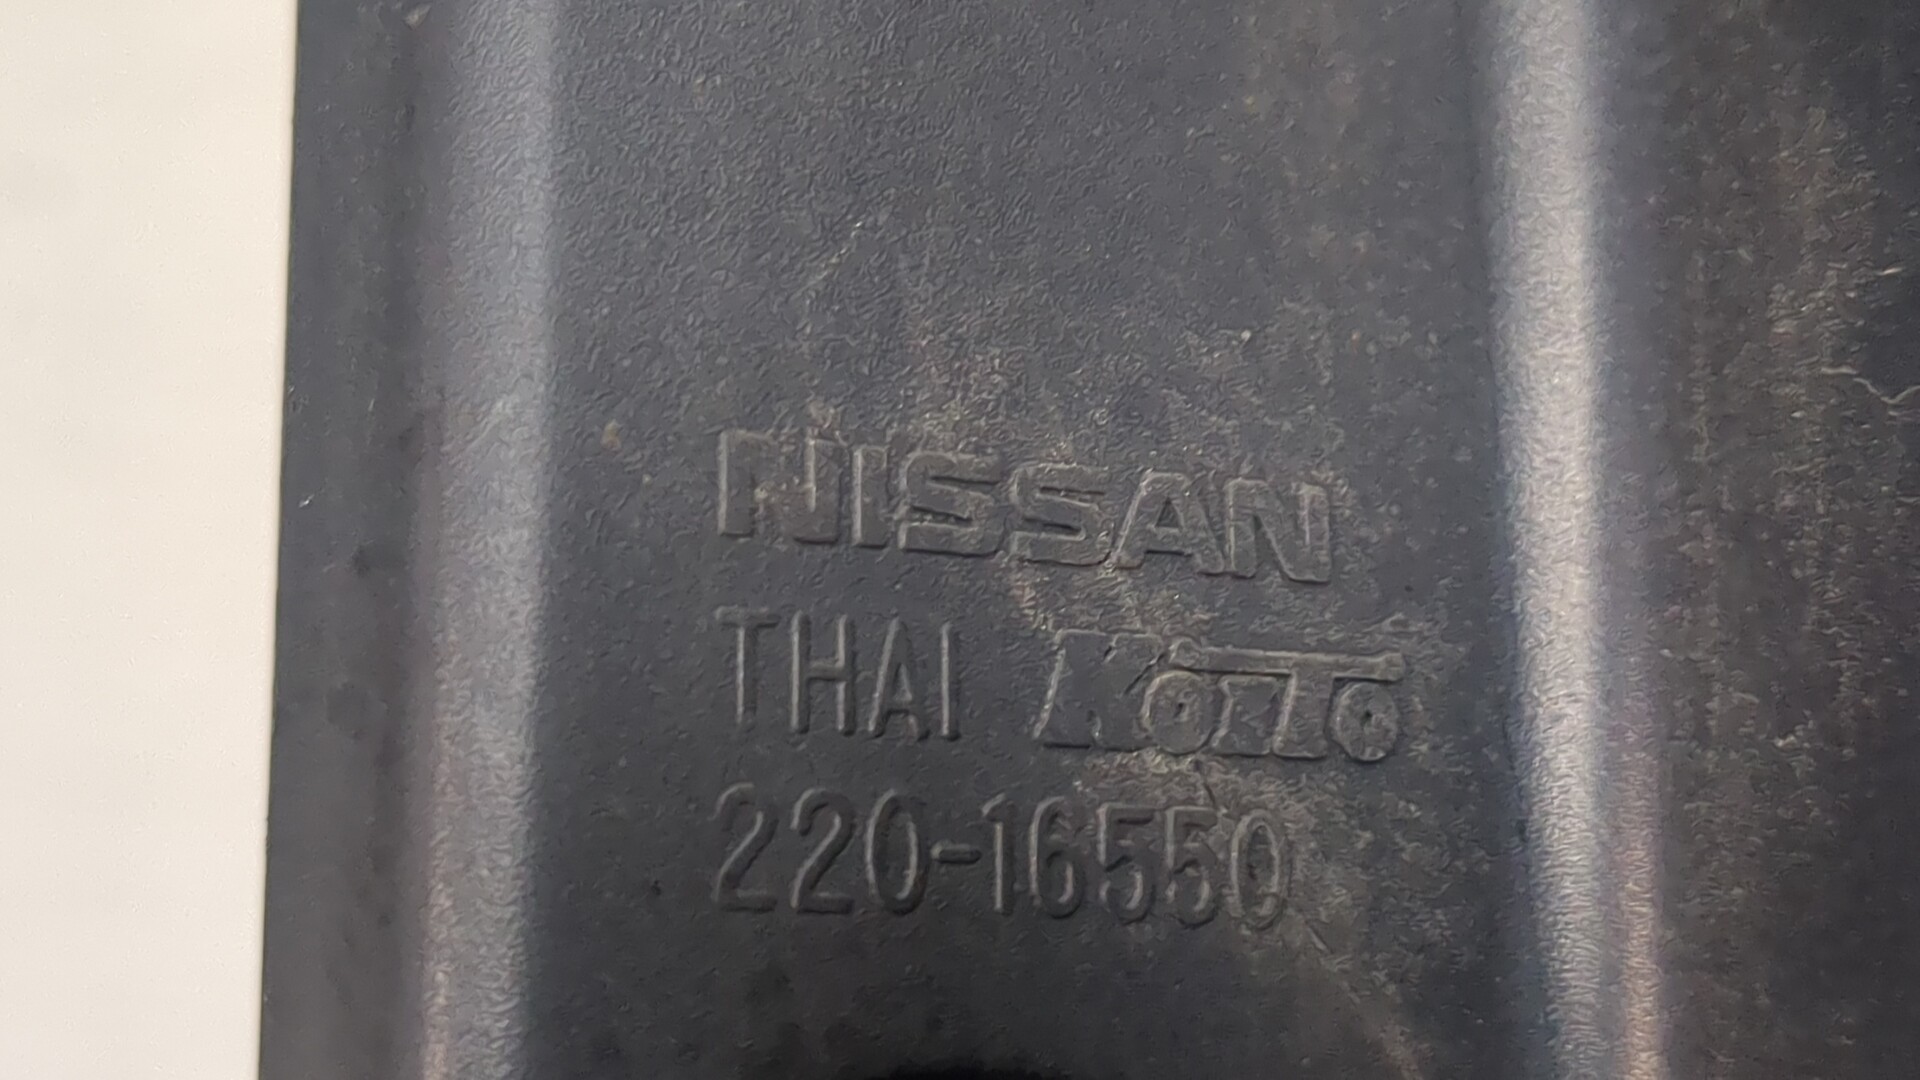 NISSAN
THAI KOITO
220-16550